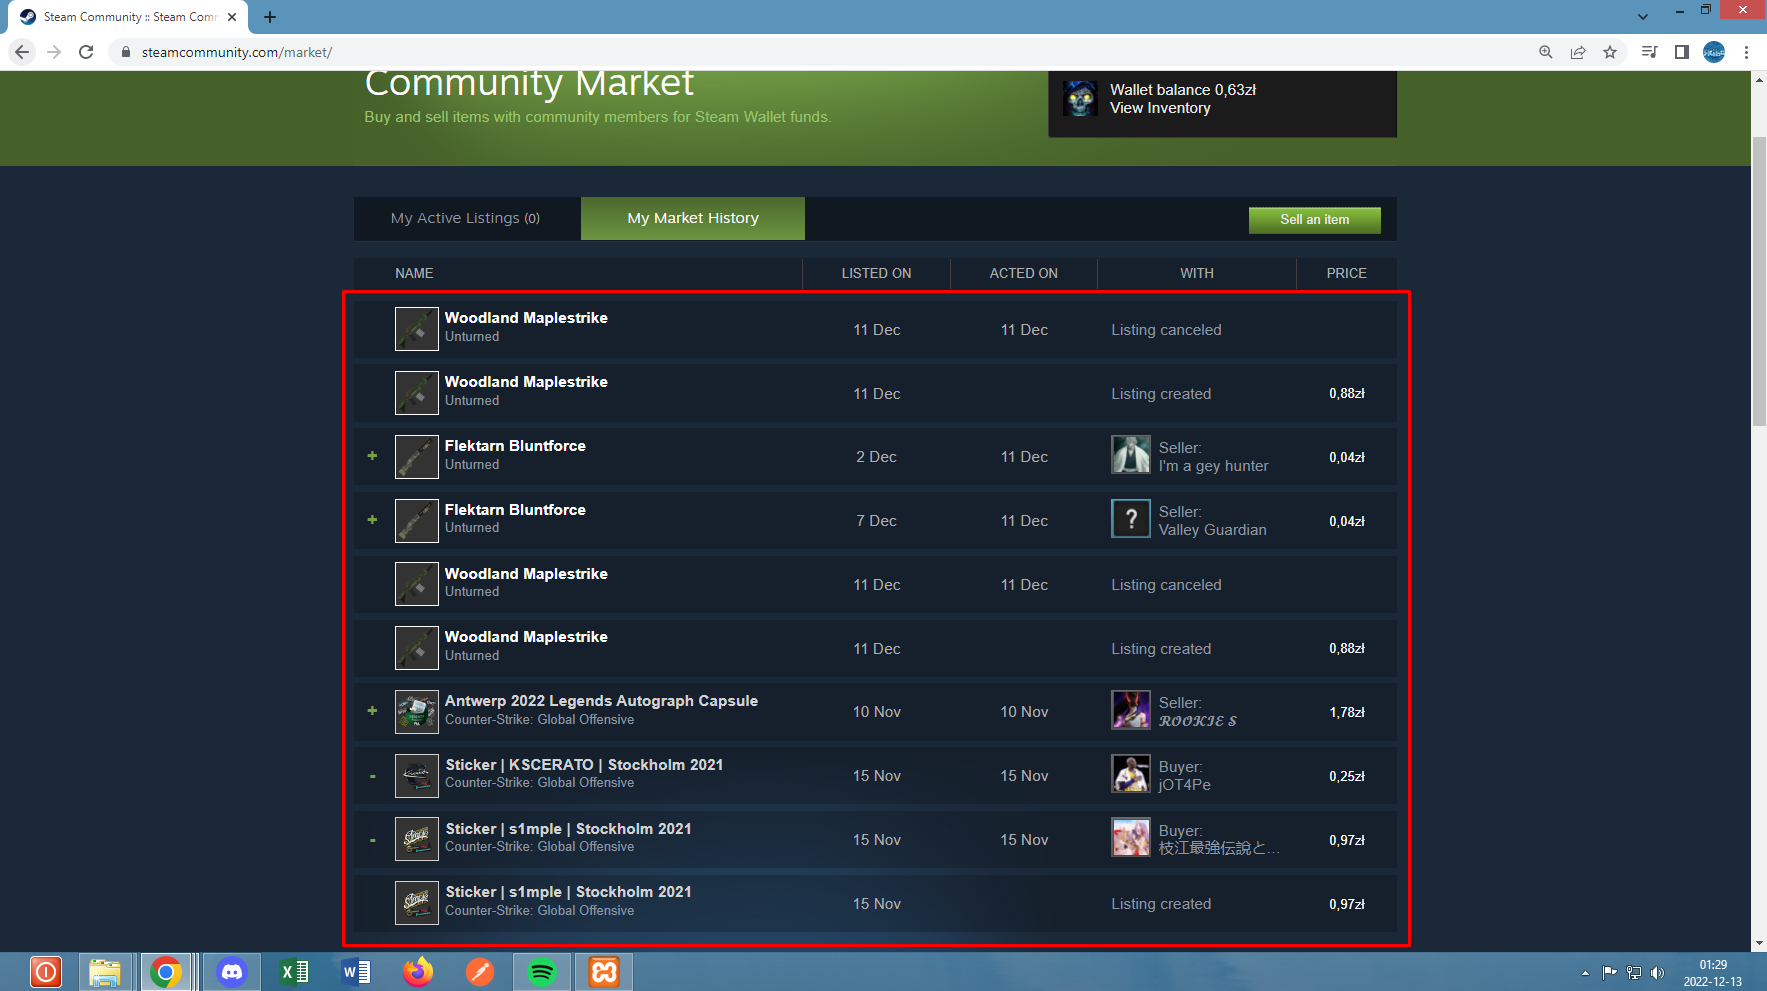 Steam Community :: Steam Com
steamcommunity.com/market/
Community Market
Buy and sell items with community members for Steam Wallet funds.
Wallet balance 0,63zł
View Inventory
My Active Listings (0)
My Market History
Sell an item
NAME LISTED ON ACTED ON WITH PRICE
Woodland Maplestrike
Unturned
11 Dec 11 Dec Listing canceled
Woodland Maplestrike
Unturned
11 Dec Listing created 0,88zł
+
Flektarn Bluntforce
Unturned
2 Dec 11 Dec
Seller:
I'm a gey hunter
0,04zł
+
Flektarn Bluntforce
Unturned
7 Dec 11 Dec
?
Seller:
Valley Guardian
0,04zł
Woodland Maplestrike
Unturned
11 Dec 11 Dec Listing canceled
Woodland Maplestrike
Unturned
11 Dec Listing created 0,88zł
+
Antwerp 2022 Legends Autograph Capsule
Counter-Strike: Global Offensive
10 Nov 10 Nov
Seller:
𝓡𝓞𝓞𝓚𝓘𝓔 𝓢
1,78zł
-
Sticker | KSCERATO | Stockholm 2021
Counter-Strike: Global Offensive
15 Nov 15 Nov
Buyer:
jOT4Pe
0,25zł
-
Sticker | s1mple | Stockholm 2021
Counter-Strike: Global Offensive
15 Nov 15 Nov
Buyer:
枝江最強伝說と...
0,97zł
Sticker | s1mple | Stockholm 2021
Counter-Strike: Global Offensive
15 Nov Listing created 0,97zł
01:29
2022-12-13